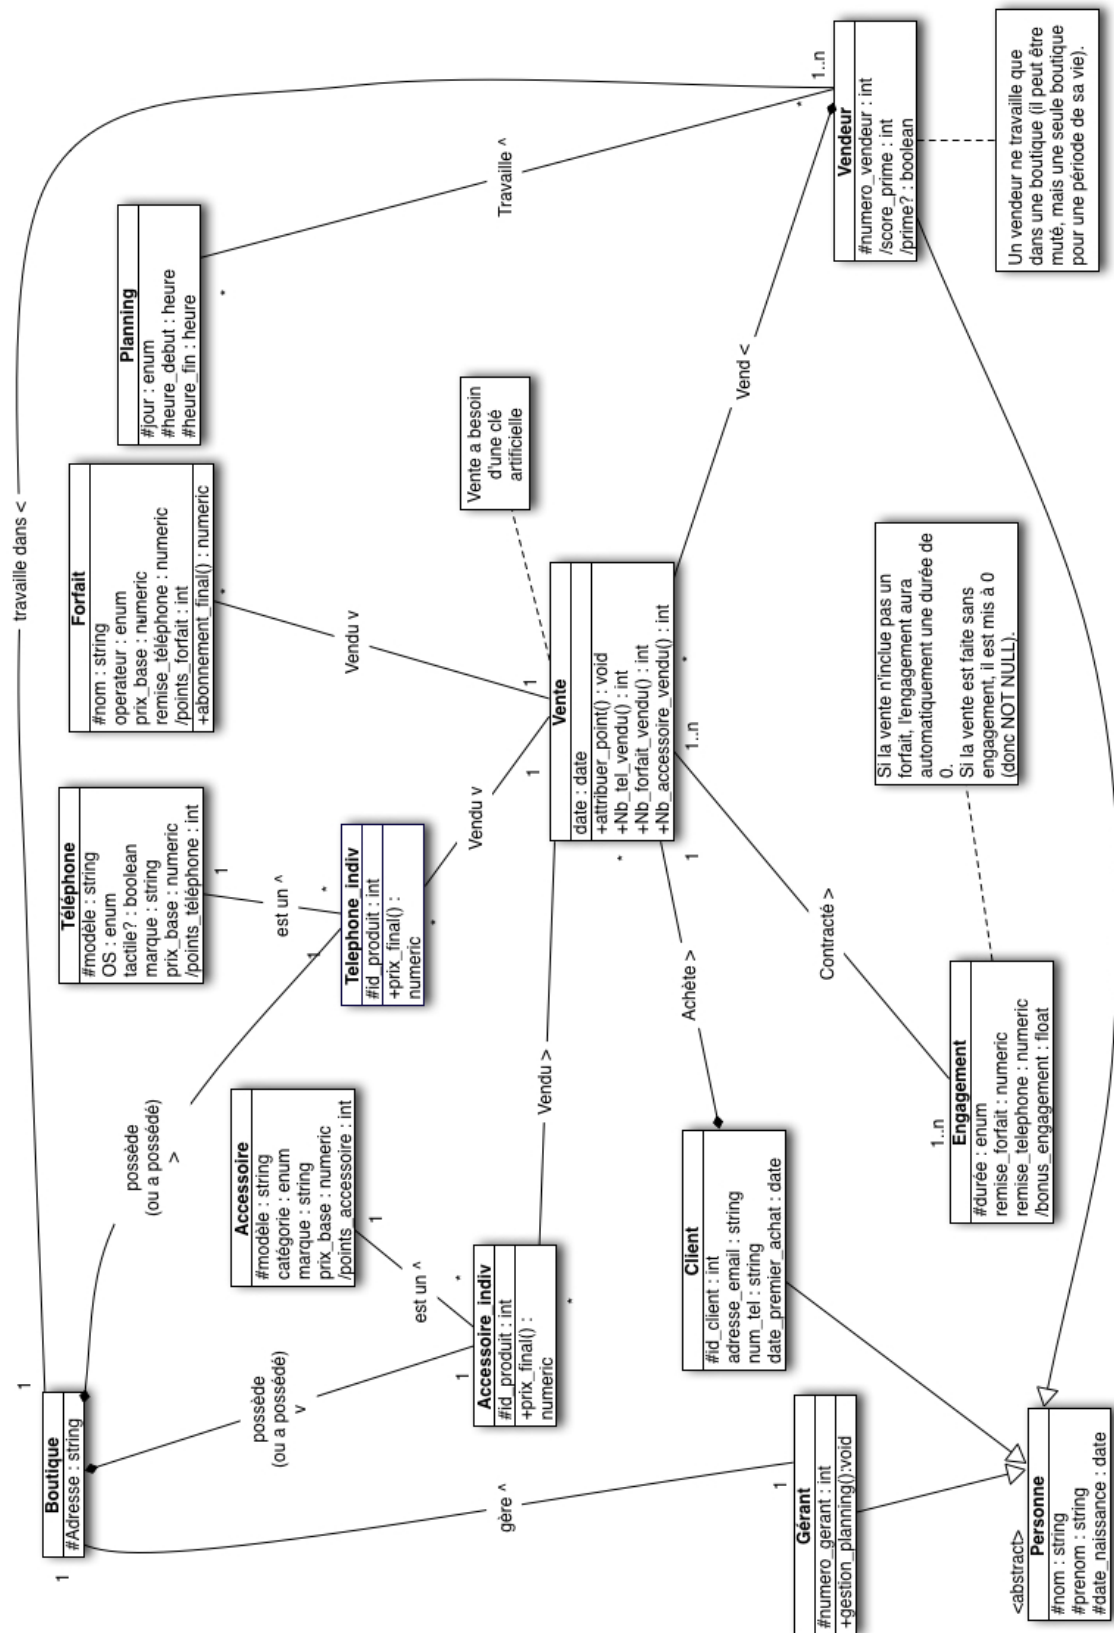 travaille dans <
1
1
Boutique
#Adresse : string
possède
(ou a possédé)
>
possède
(ou a possédé)
v
gère ^
1
Téléphone
#modèle : string
OS : enum
tactile? : boolean
marque : string
prix_base : numeric
/points_téléphone : int
1
est un ^
*
1
Telephone_indiv
#id_produit : int
+prix_final() :
numeric
*
Accessoire
#modèle : string
catégorie : enum
marque : string
prix_base : numeric
/points_accessoire : int
1
est un ^
*
1
Accessoire_indiv
#id_produit : int
+prix_final() :
numeric
*
Forfait
#nom : string
operateur : enum
prix_base : numeric
remise_téléphone : numeric
/points_forfait : int
+abonnement_final() : numeric
*
Vendu v
1
Vendu v
1
Vendu >
*
Planning
#jour : enum
#heure_debut : heure
#heure_fin : heure
*
Travaille ^
*
1..n
Vente a besoin
d'une clé
artificielle
Vente
date : date
+attribuer_point() : void
+Nb_tel_vendu() : int
+Nb_forfait_vendu() : int
+Nb_accessoire_vendu() : int
*
1..n
1
Vend <
Achète >
Contracté >
Vendeur
#numero_vendeur : int
/score_prime : int
/prime? : boolean
Un vendeur ne travaille que
dans une boutique (il peut être
muté, mais une seule boutique
pour une période de sa vie).
Si la vente n'inclue pas un
forfait, l'engagement aura
automatiquement une durée de
0.
Si la vente est faite sans
engagement, il est mis à 0
(donc NOT NULL).
1..n
Engagement
#durée : enum
remise_forfait : numeric
remise_telephone : numeric
/bonus_engagement : float
Client
#id_client : int
adresse_email : string
num_tel : string
date_premier_achat : date
Gérant
#numero_gerant : int
+gestion_planning():void
<abstract>
Personne
#nom : string
#prenom : string
#date_naissance : date